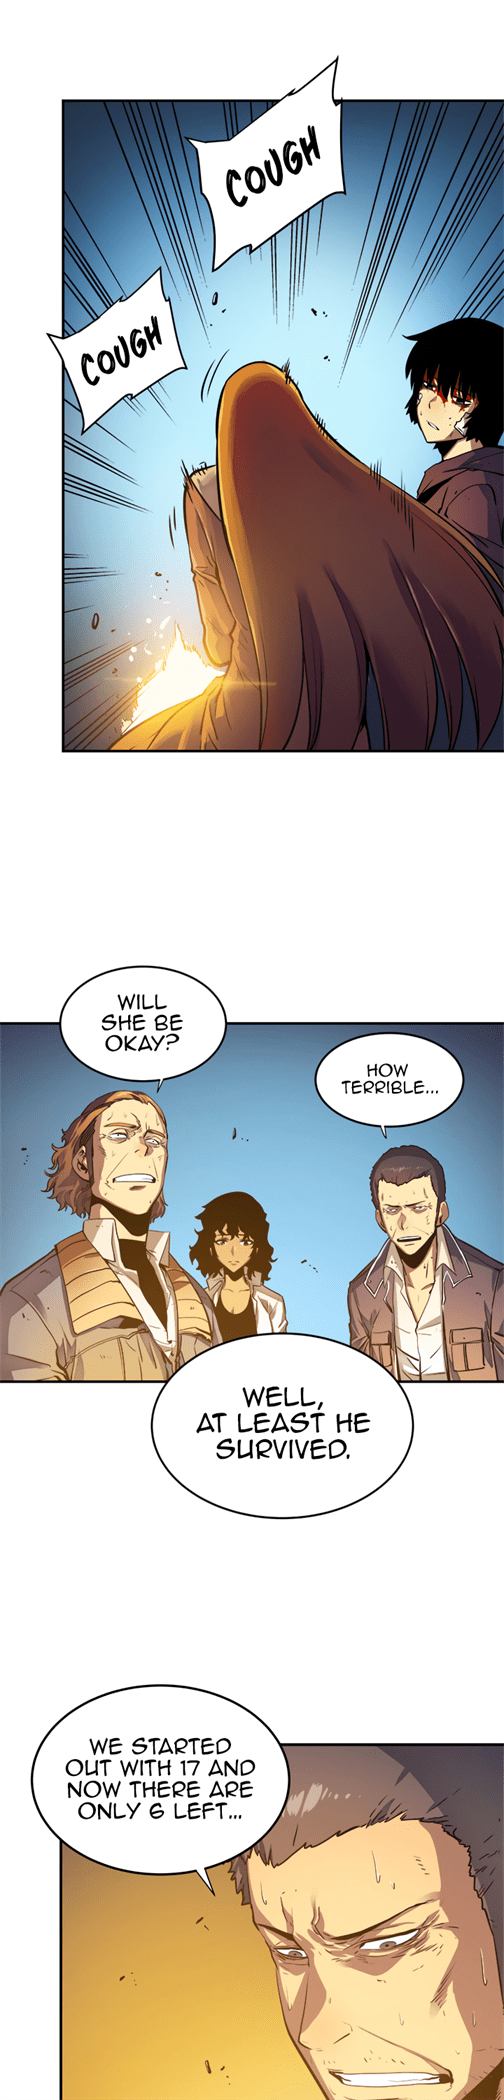 COUGH
COUGH
WILL
SHE BE
OKAY?
HOW
TERRIBLE...
WELL,
AT LEAST HE
SURVIVED.
WE STARTED
OUT WITH 17 AND
NOW THERE ARE
ONLY 6 LEFT...